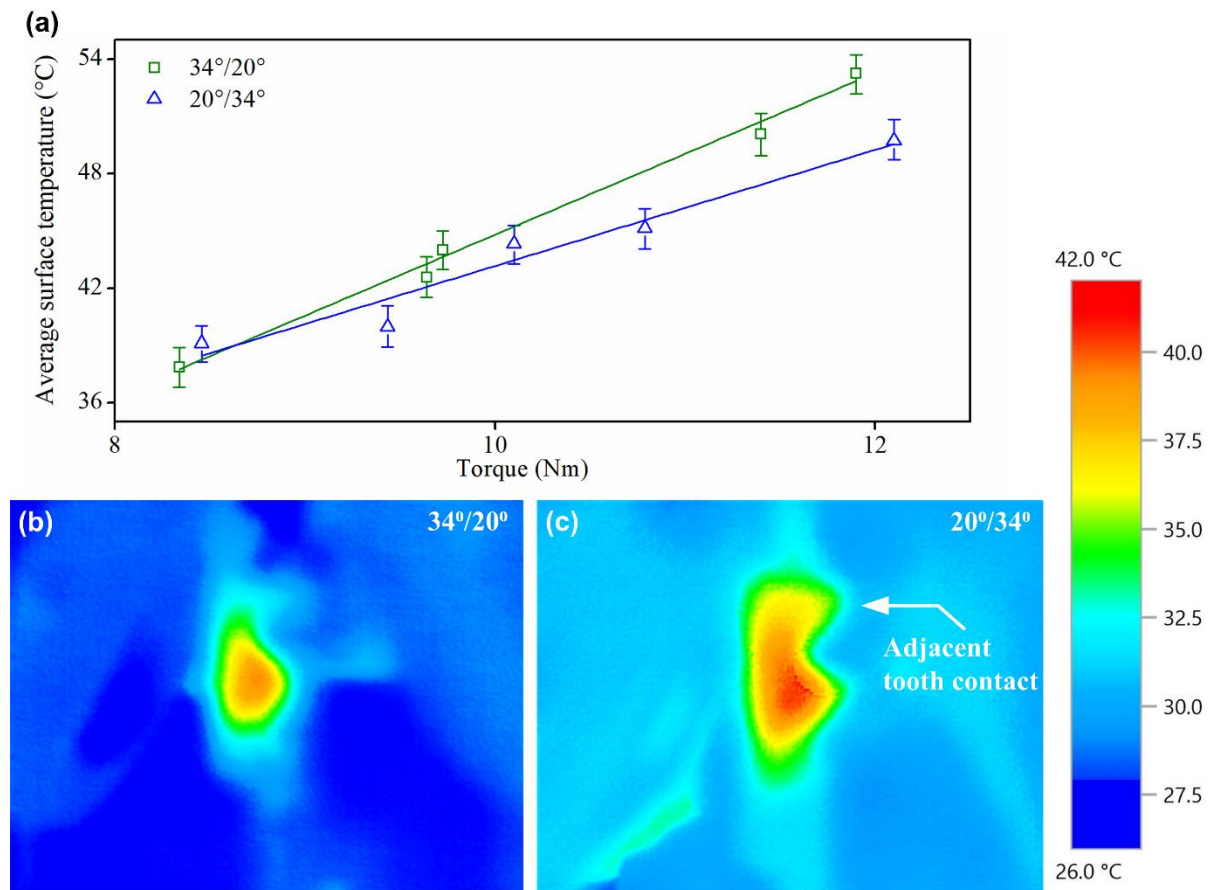 (a)
54
48
42
36
Average surface temperature (°C)
34°/20°
20°/34°
8
10
12
Torque (Nm)
(b)
34⁰/20⁰
(c)
20⁰/34⁰
Adjacent
tooth contact
42.0 °C
40.0
37.5
35.0
32.5
30.0
27.5
26.0 °C